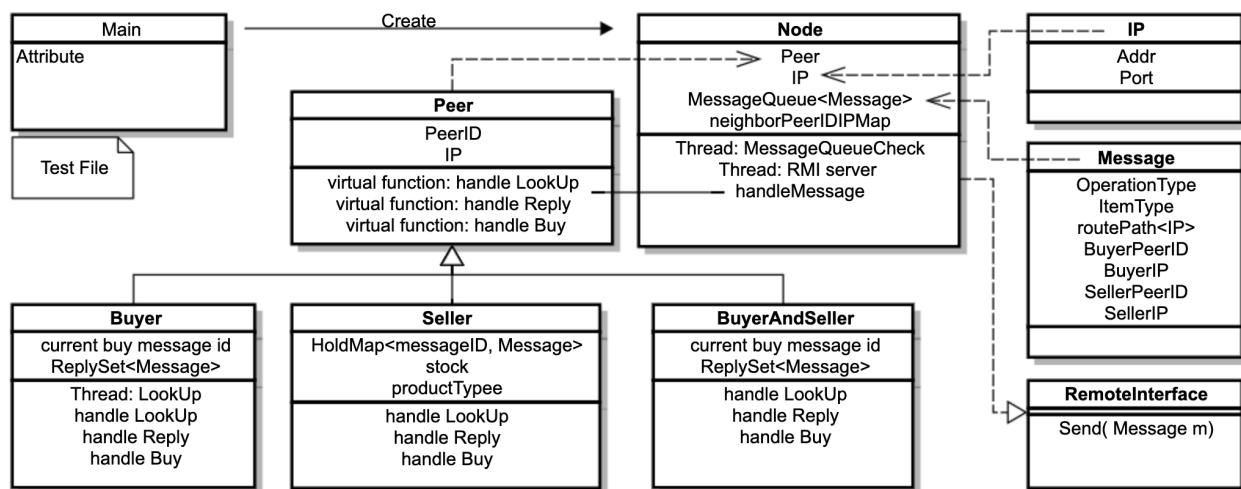 Main
Attribute
Test File
Create
Node
Peer
IP
MessageQueue<Message>
neighborPeerIDIPMap
Thread: MessageQueueCheck
Thread: RMI server
handleMessage
IP
Addr
Port
Peer
PeerID
IP
virtual function: handle LookUp
virtual function: handle Reply
virtual function: handle Buy
Message
OperationType
ItemType
routePath<IP>
BuyerPeerID
BuyerIP
SellerPeerID
SellerIP
Buyer
current buy message id
ReplySet<Message>
Thread: LookUp
handle LookUp
handle Reply
handle Buy
Seller
HoldMap<messageID, Message>
stock
productTypee
handle LookUp
handle Reply
handle Buy
BuyerAndSeller
current buy message id
ReplySet<Message>
handle LookUp
handle Reply
handle Buy
RemoteInterface
Send( Message m)